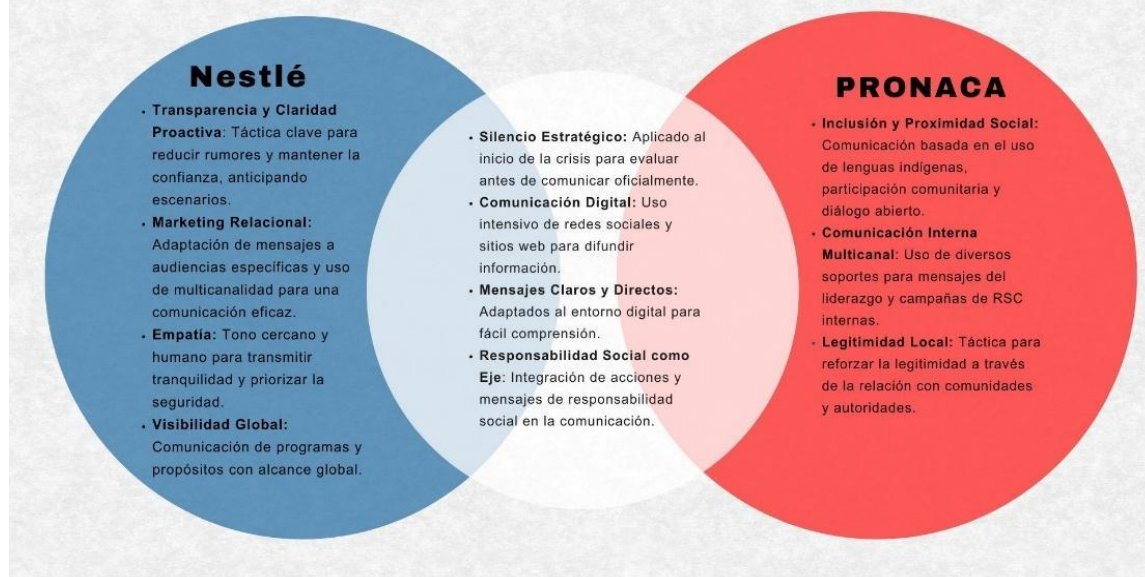 Nestlé
• Transparencia y Claridad
Proactiva: Táctica clave para
reducir rumores y mantener la
confianza, anticipando
escenarios.
• Marketing Relacional:
Adaptación de mensajes a
audiencias específicas y uso
de multicanalidad para una
comunicación eficaz.
• Empatía: Tono cercano y
humano para transmitir
tranquilidad y priorizar la
seguridad.
• Visibilidad Global:
Comunicación de programas y
propósitos con alcance global.
• Silencio Estratégico: Aplicado al
inicio de la crisis para evaluar
antes de comunicar oficialmente.
• Comunicación Digital: Uso
intensivo de redes sociales y
sitios web para difundir
información.
• Mensajes Claros y Directos:
Adaptados al entorno digital para
fácil comprensión.
• Responsabilidad Social como
Eje: Integración de acciones y
mensajes de responsabilidad
social en la comunicación.
PRONACA
• Inclusión y Proximidad Social:
Comunicación basada en el uso
de lenguas indígenas,
participación comunitaria y
diálogo abierto.
• Comunicación Interna
Multicanal: Uso de diversos
soportes para mensajes del
liderazgo y campañas de RSC
internas.
• Legitimidad Local: Táctica para
reforzar la legitimidad a través
de la relación con comunidades
y autoridades.